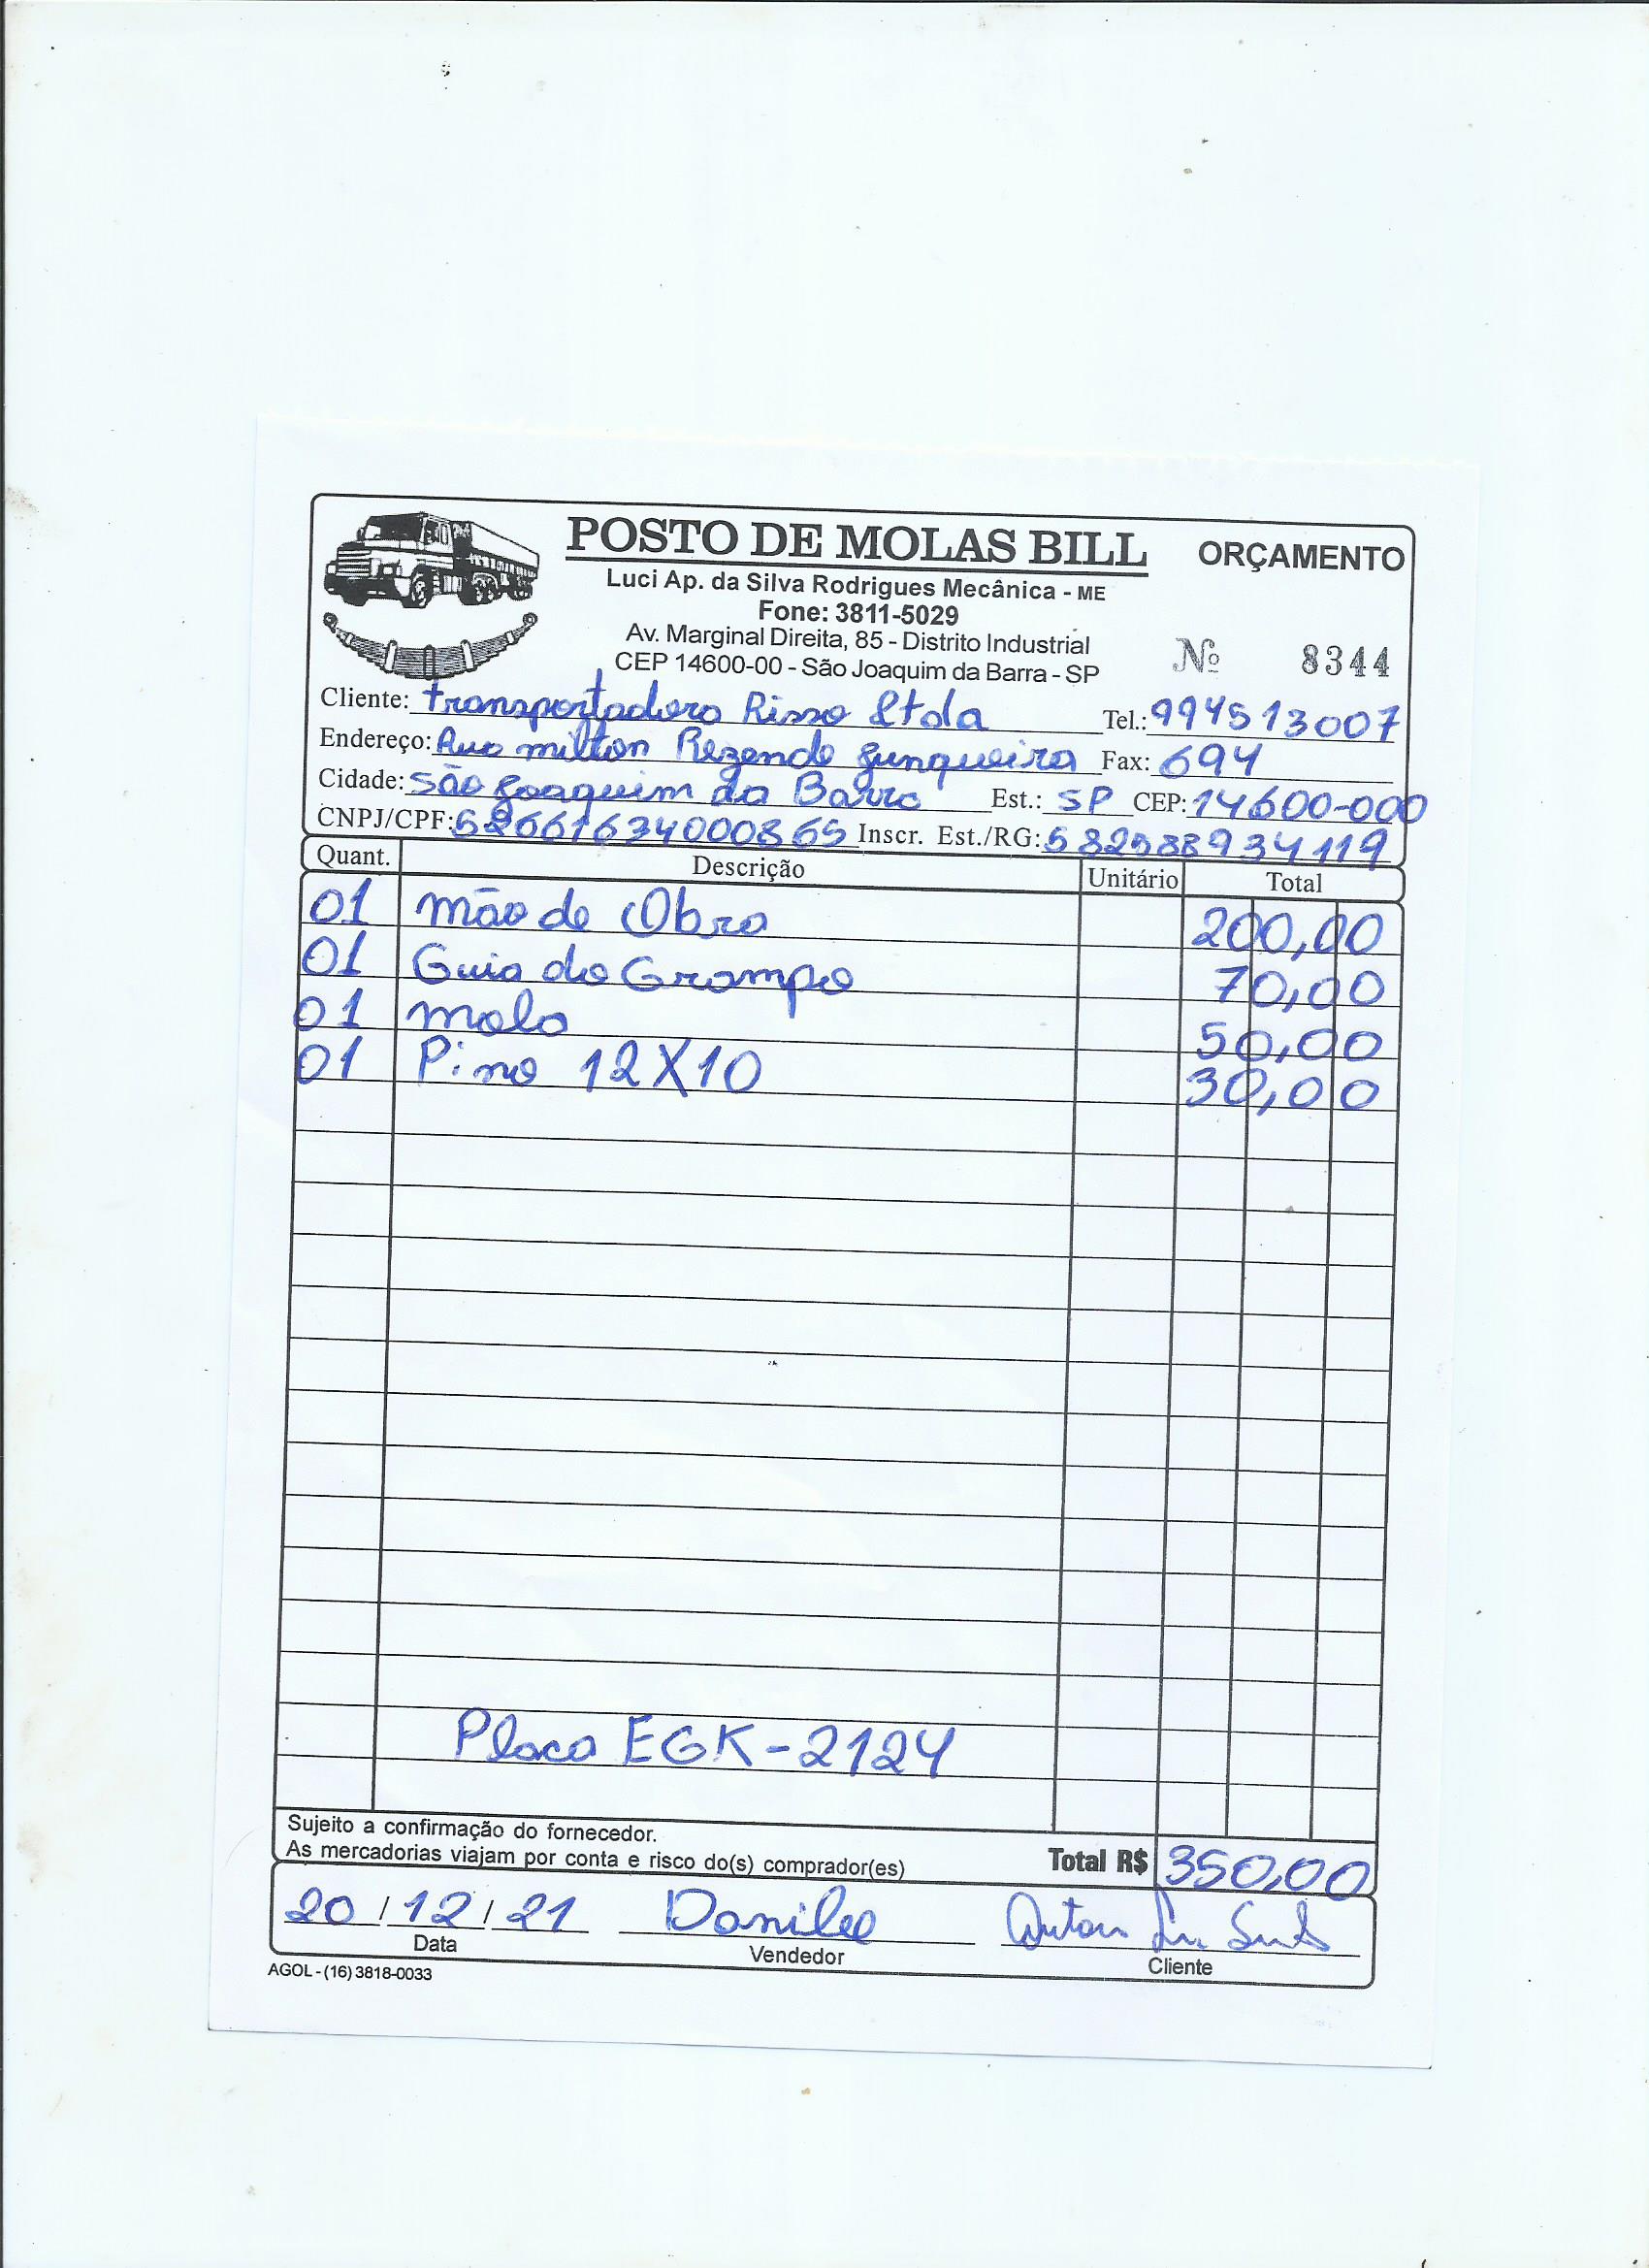 POSTO DE MOLAS BILL ORÇAMENTO
Luci Ap. da Silva Rodrigues Mecânica - ME
Fone: 3811-5029
Av. Marginal Direita, 85 - Distrito Industrial
CEP 14600-00 - São Joaquim da Barra - SP
Nº 8344
Cliente: transportadora Risso Ltda Tel.: 994513007
Endereço: Rua milton Rezende Junqueira Fax: 694
Cidade: São Joaquim da Barra Est.: SP CEP: 14600-000
CNPJ/CPF: 52661634000865 Inscr. Est./RG: 582588934119
Quant. Descrição Unitário Total
01 mão de Obra 200,00
01 Guia do Grampo 70,00
01 mola 50,00
01 Pino 12X10 30,00
Placa EGK-2124
Sujeito a confirmação do fornecedor.
As mercadorias viajam por conta e risco do(s) comprador(es) Total R$ 350,00
20/12/21 Danilo
Data Vendedor Cliente
AGOL - (16) 3818-0033